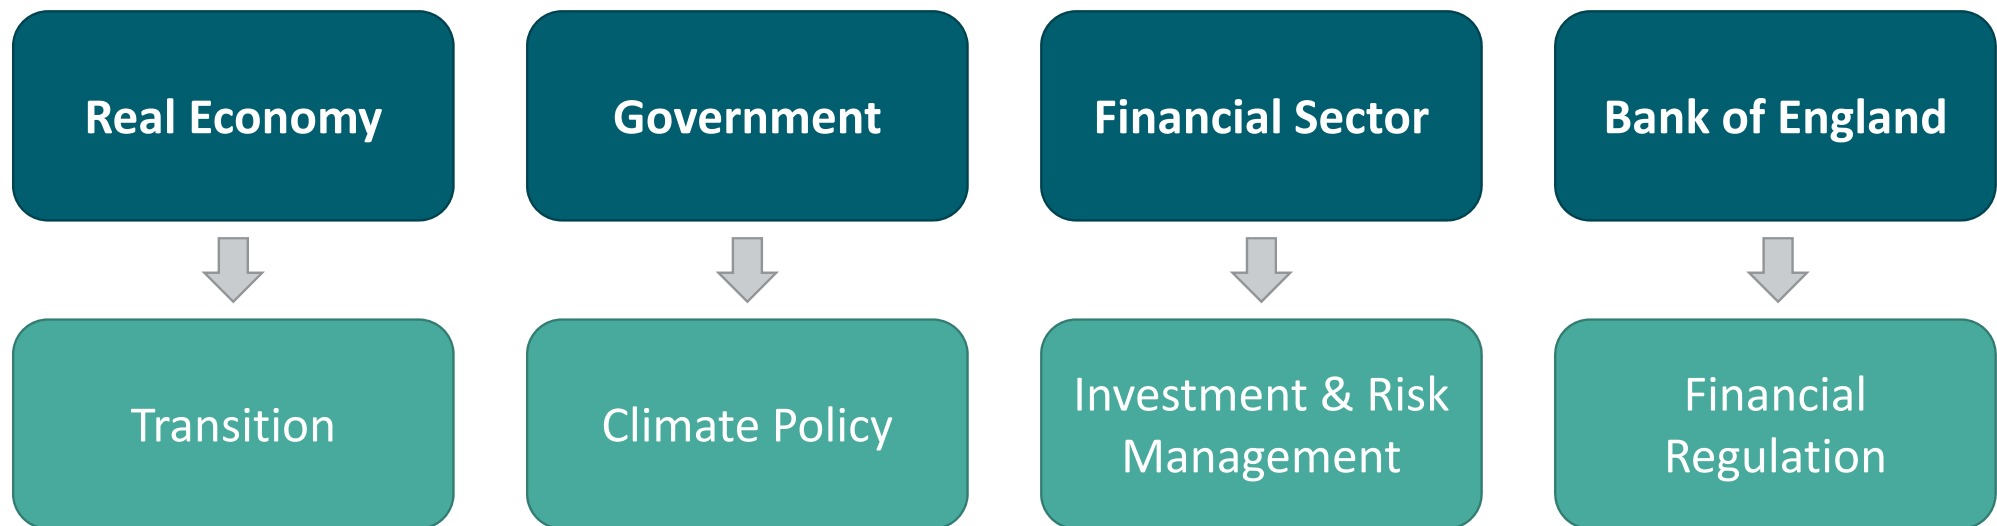 Real Economy
Government
Financial Sector
Bank of England
Transition
Climate Policy
Investment & Risk
Management
Financial
Regulation